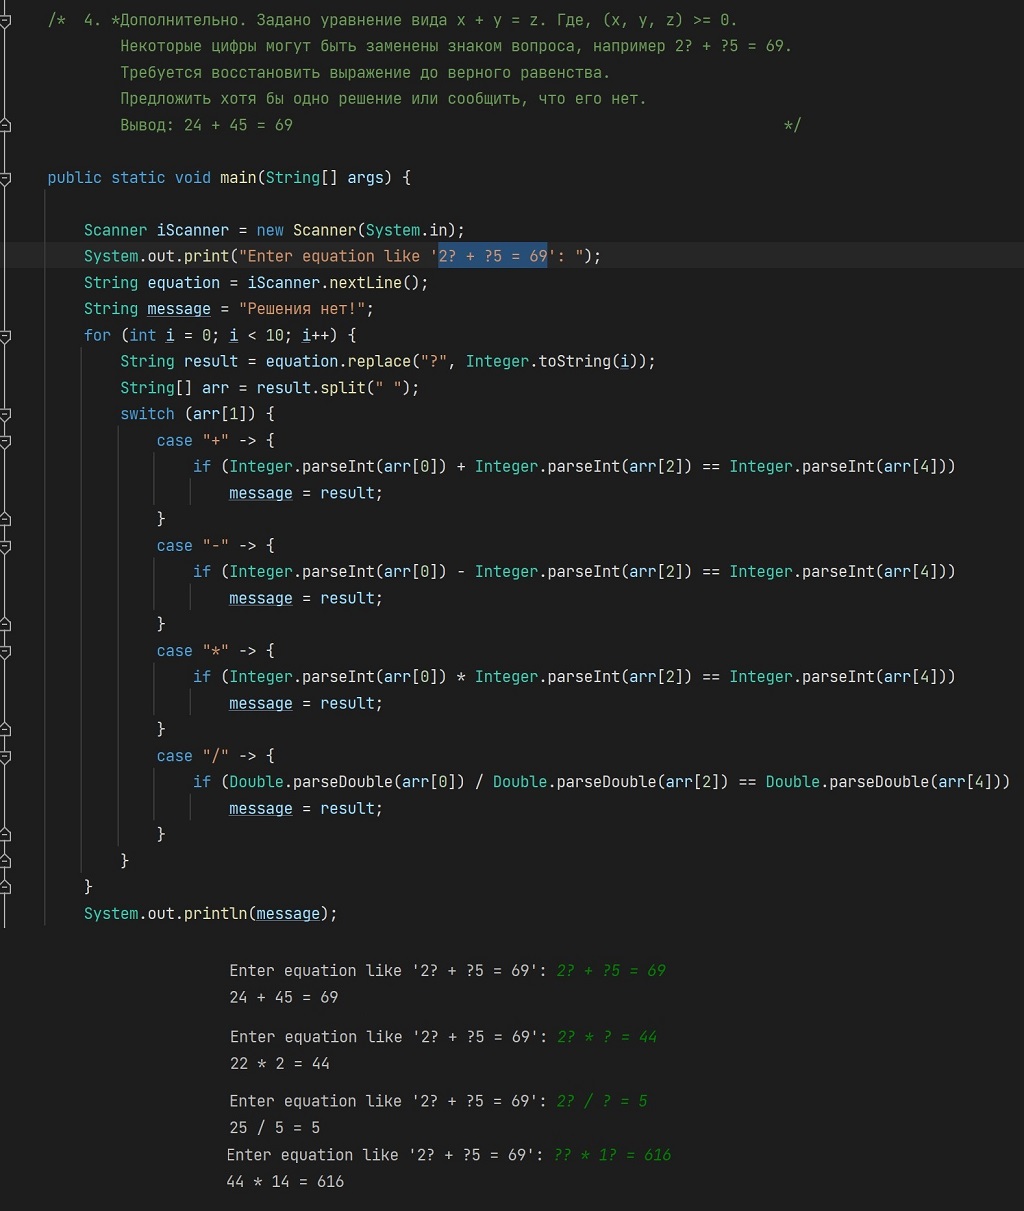 /*  4. *Дополнительно. Задано уравнение вида x + y = z. Где, (x, y, z) >= 0.
Некоторые цифры могут быть заменены знаком вопроса, например 2? + ?5 = 69.
Требуется восстановить выражение до верного равенства.
Предложить хотя бы одно решение или сообщить, что его нет.
Вывод: 24 + 45 = 69 */
public static void main(String[] args) {
Scanner iScanner = new Scanner(System.in);
System.out.print("Enter equation like '2? + ?5 = 69': ");
String equation = iScanner.nextLine();
String message = "Решения нет!";
for (int i = 0; i < 10; i++) {
String result = equation.replace("?", Integer.toString(i));
String[] arr = result.split(" ");
switch (arr[1]) {
case "+" -> {
if (Integer.parseInt(arr[0]) + Integer.parseInt(arr[2]) == Integer.parseInt(arr[4]))
message = result;
}
case "-" -> {
if (Integer.parseInt(arr[0]) - Integer.parseInt(arr[2]) == Integer.parseInt(arr[4]))
message = result;
}
case "*" -> {
if (Integer.parseInt(arr[0]) * Integer.parseInt(arr[2]) == Integer.parseInt(arr[4]))
message = result;
}
case "/" -> {
if (Double.parseDouble(arr[0]) / Double.parseDouble(arr[2]) == Double.parseDouble(arr[4]))
message = result;
}
}
}
System.out.println(message);
Enter equation like '2? + ?5 = 69': 2? + ?5 = 69
24 + 45 = 69
Enter equation like '2? + ?5 = 69': 2? * ? = 44
22 * 2 = 44
Enter equation like '2? + ?5 = 69': 2? / ? = 5
25 / 5 = 5
Enter equation like '2? + ?5 = 69': ?? * 1? = 616
44 * 14 = 616